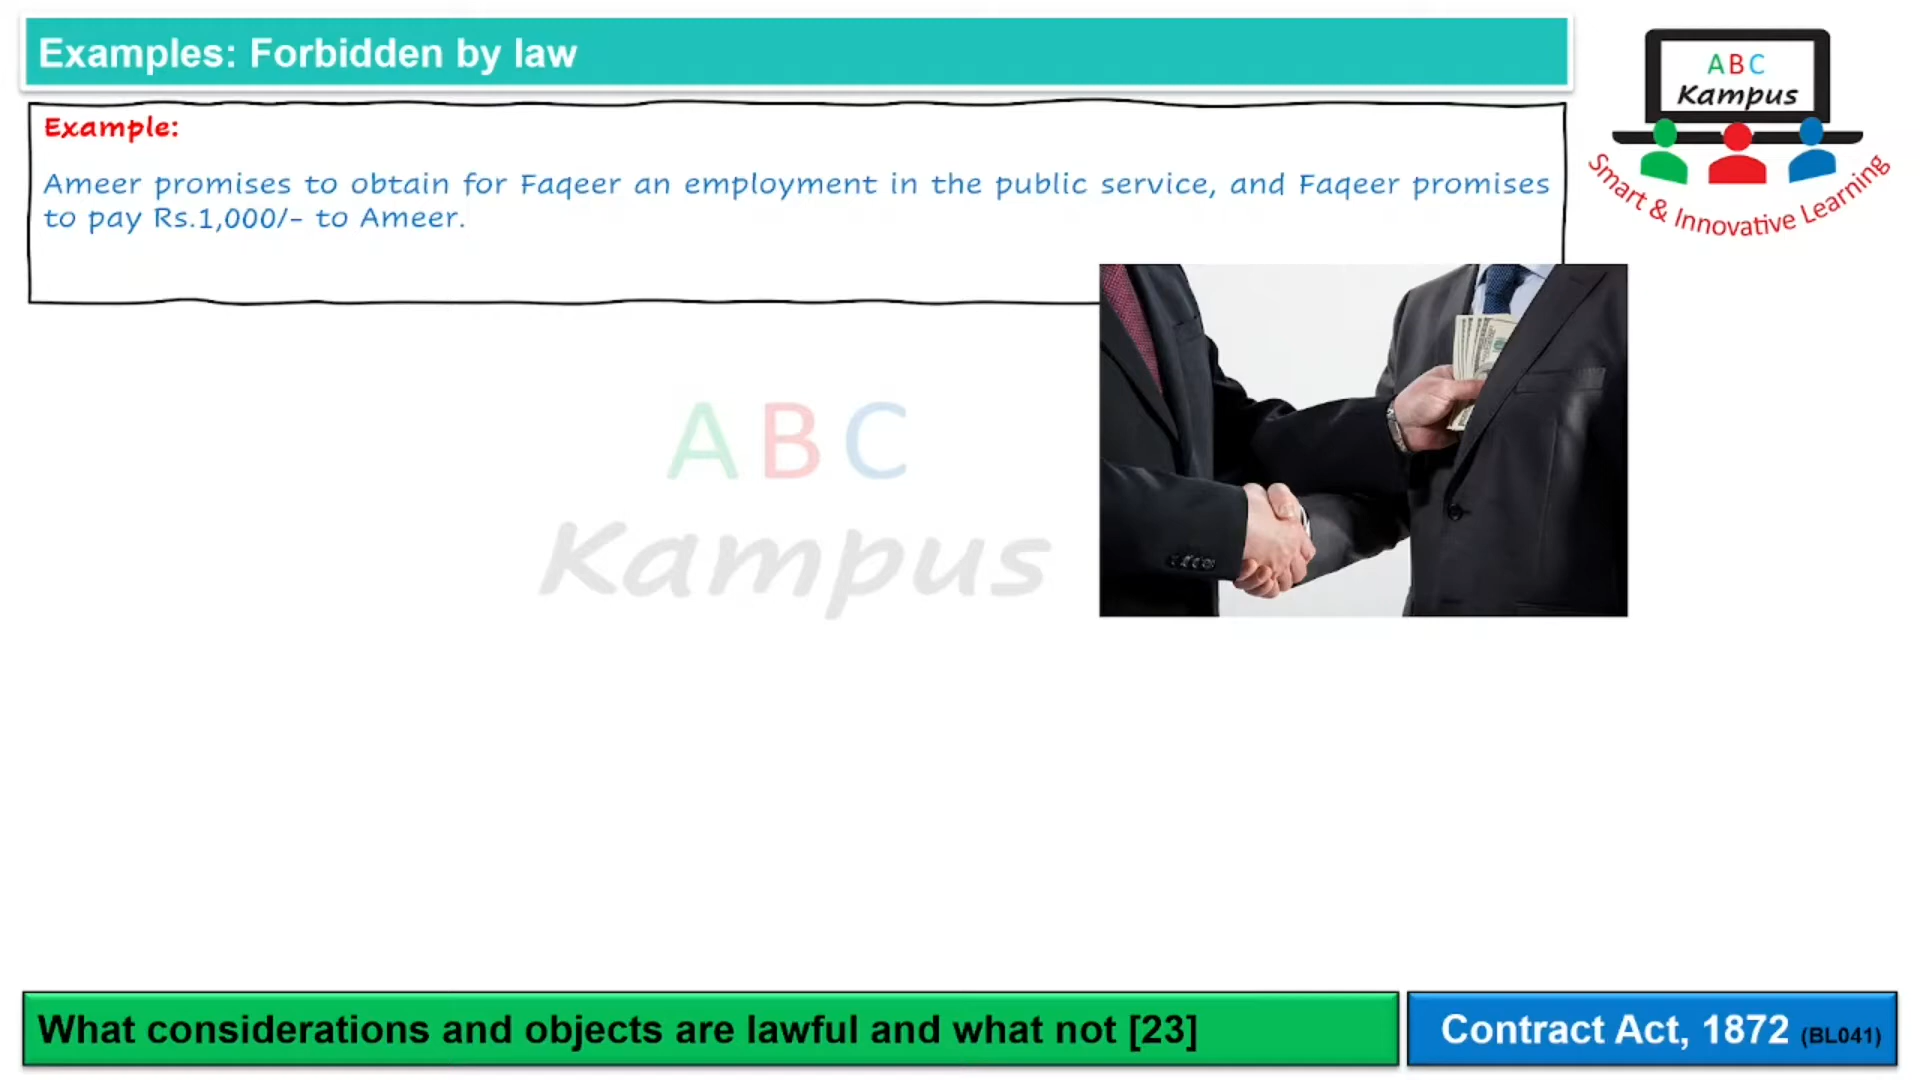 Examples: Forbidden by law
ABC
Kampus
Smart & Innovative Learning
Example:
Ameer promises to obtain for Faqeer an employment in the public service, and Faqeer promises
to pay Rs.1,000/- to Ameer.
ABC
Kampus
What considerations and objects are lawful and what not [23]
Contract Act, 1872 (BL041)